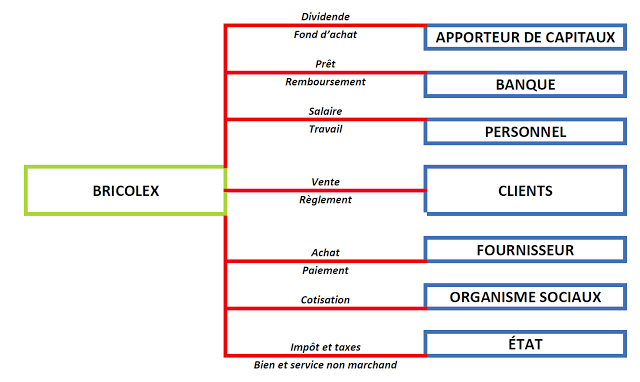 Dividende
Fond d'achat
APPORTEUR DE CAPITAUX
Prêt
Remboursement
BANQUE
Salaire
Travail
PERSONNEL
BRICOLEX
Vente
Règlement
CLIENTS
Achat
Paiement
FOURNISSEUR
Cotisation
ORGANISME SOCIAUX
Impôt et taxes
Bien et service non marchand
ÉTAT